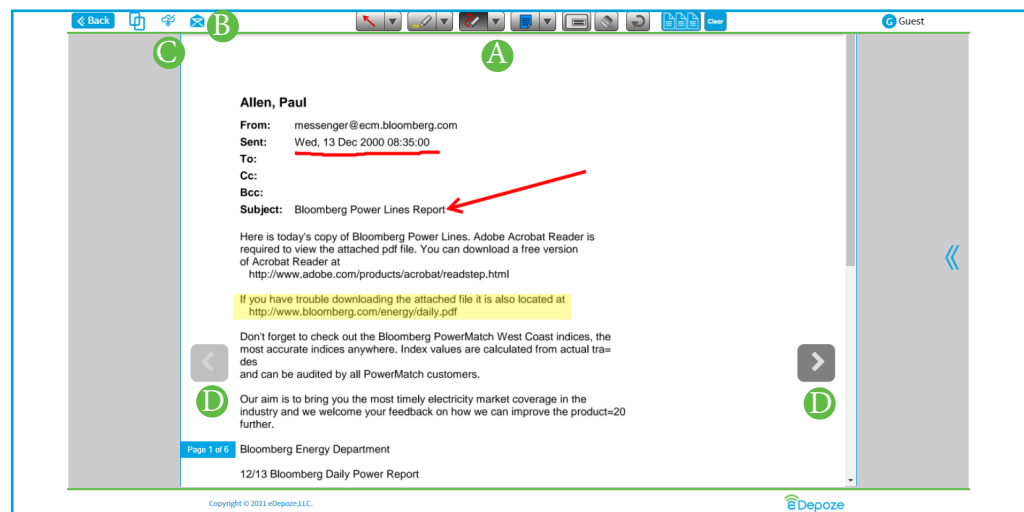 Back
B
Clear
G Guest
C
A
Allen, Paul
From: messenger@ecm.bloomberg.com
Sent: Wed, 13 Dec 2000 08:35:00
To:
Cc:
Bcc:
Subject: Bloomberg Power Lines Report
Here is today's copy of Bloomberg Power Lines. Adobe Acrobat Reader is
required to view the attached pdf file. You can download a free version
of Acrobat Reader at
http://www.adobe.com/products/acrobat/readstep.html
If you have trouble downloading the attached file it is also located at
http://www.bloomberg.com/energy/daily.pdf
Don't forget to check out the Bloomberg PowerMatch West Coast indices, the
most accurate indices anywhere. Index values are calculated from actual tra=
des
and can be audited by all PowerMatch customers.
D
D
Our aim is to bring you the most timely electricity market coverage in the
industry and we welcome your feedback on how we can improve the product=20
further.
Page 1 of 6
Bloomberg Energy Department
12/13 Bloomberg Daily Power Report
Copyright © 2021 eDepoze,LLC.
eDepoze